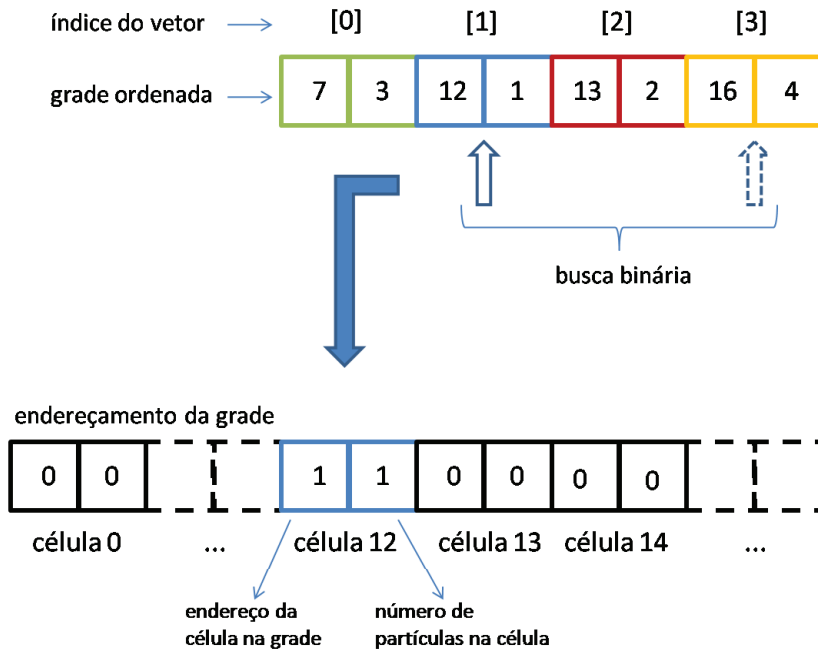 índice do vetor [0] [1] [2] [3]
grade ordenada 7 3 12 1 13 2 16 4
busca binária
endereçamento da grade
0 0 1 1 0 0 0 0
célula 0 ... célula 12 célula 13 célula 14 ...
endereço da
célula na grade
número de
partículas na célula